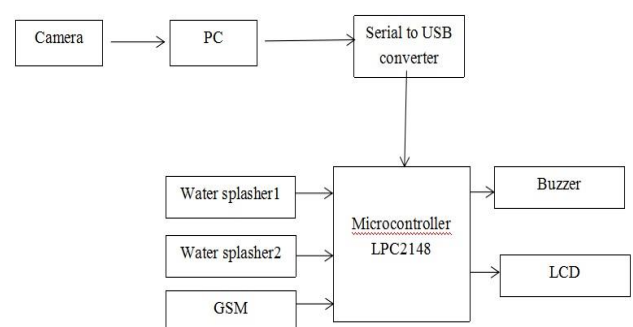 Camera
PC
Serial to USB
converter
Water splasher1
Water splasher2
GSM
Microcontroller
LPC2148
Buzzer
LCD